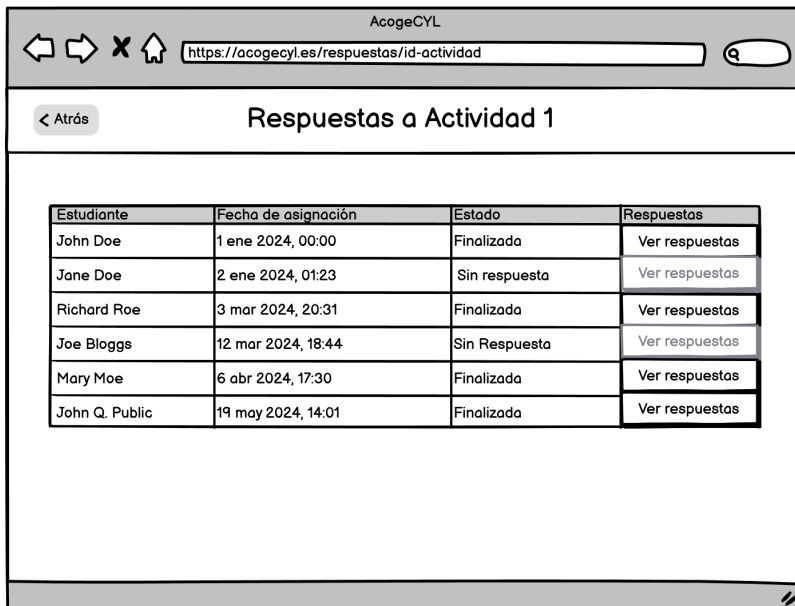 AcogeCYL
https://acogecyl.es/respuestas/id-actividad
Atrás
Respuestas a Actividad 1
Estudiante Fecha de asignación Estado Respuestas
John Doe 1 ene 2024, 00:00 Finalizada Ver respuestas
Jane Doe 2 ene 2024, 01:23 Sin respuesta Ver respuestas
Richard Roe 3 mar 2024, 20:31 Finalizada Ver respuestas
Joe Bloggs 12 mar 2024, 18:44 Sin Respuesta Ver respuestas
Mary Moe 6 abr 2024, 17:30 Finalizada Ver respuestas
John Q. Public 19 may 2024, 14:01 Finalizada Ver respuestas